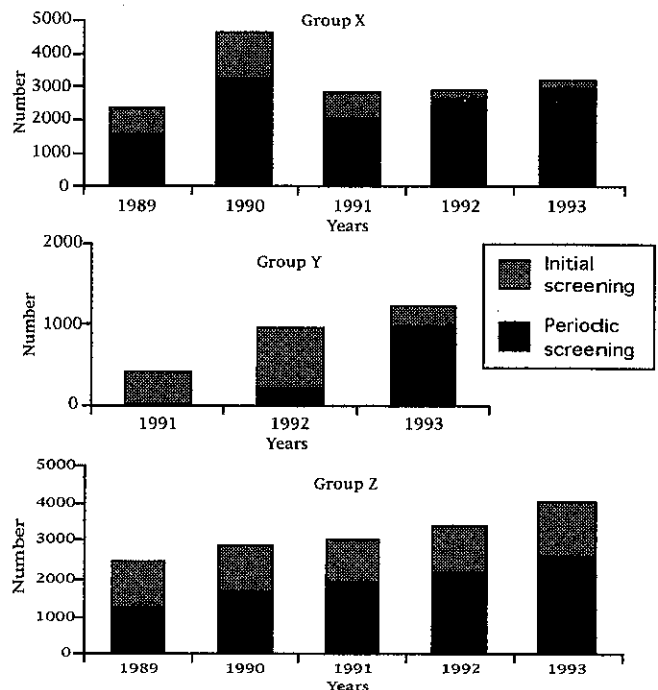 Group X
Number
5000
4000
3000
2000
1000
0
1989 1990 1991 1992 1993
Years
Group Y
Number
2000
1000
0
1991 1992 1993
Years
Initial
screening
Periodic
screening
Group Z
Number
5000
4000
3000
2000
1000
0
1989 1990 1991 1992 1993
Years